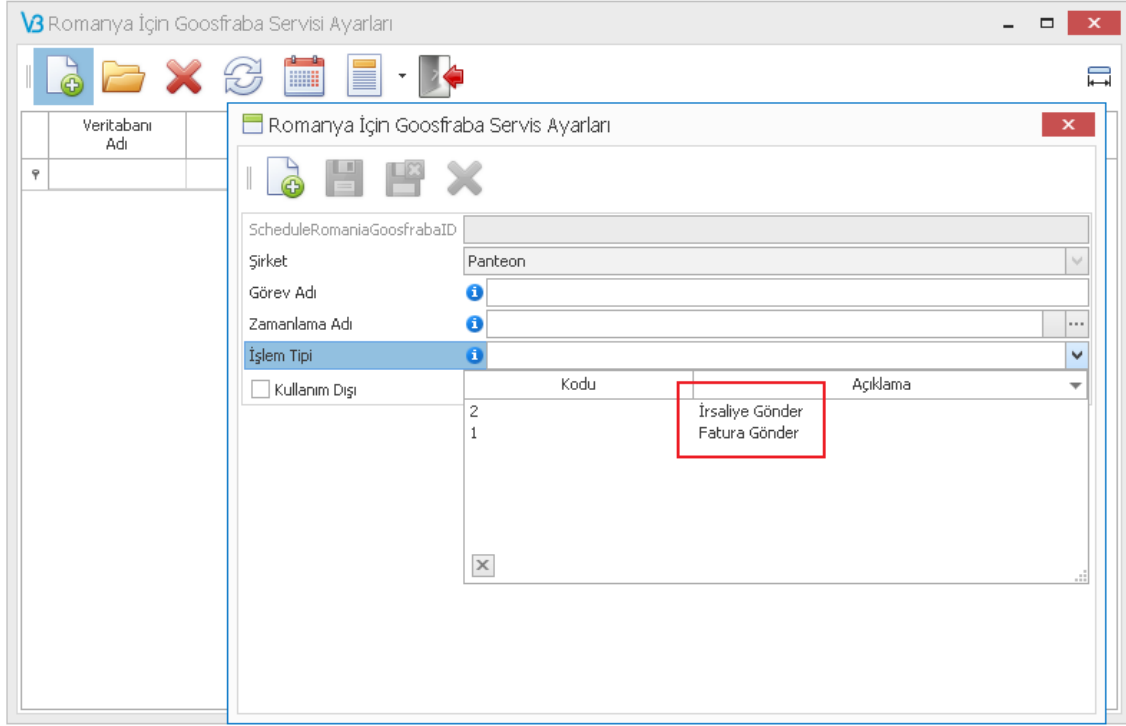 V3 Romanya İçin Goosfraba Servisi Ayarları
Veritabanı
Adı
Romanya İçin Goosfraba Servis Ayarları
ScheduleRomaniaGoosfrabaID
Şirket Panteon
Görev Adı
Zamanlama Adı
İşlem Tipi
Kullanım Dışı
Kodu Açıklama
2 İrsaliye Gönder
1 Fatura Gönder